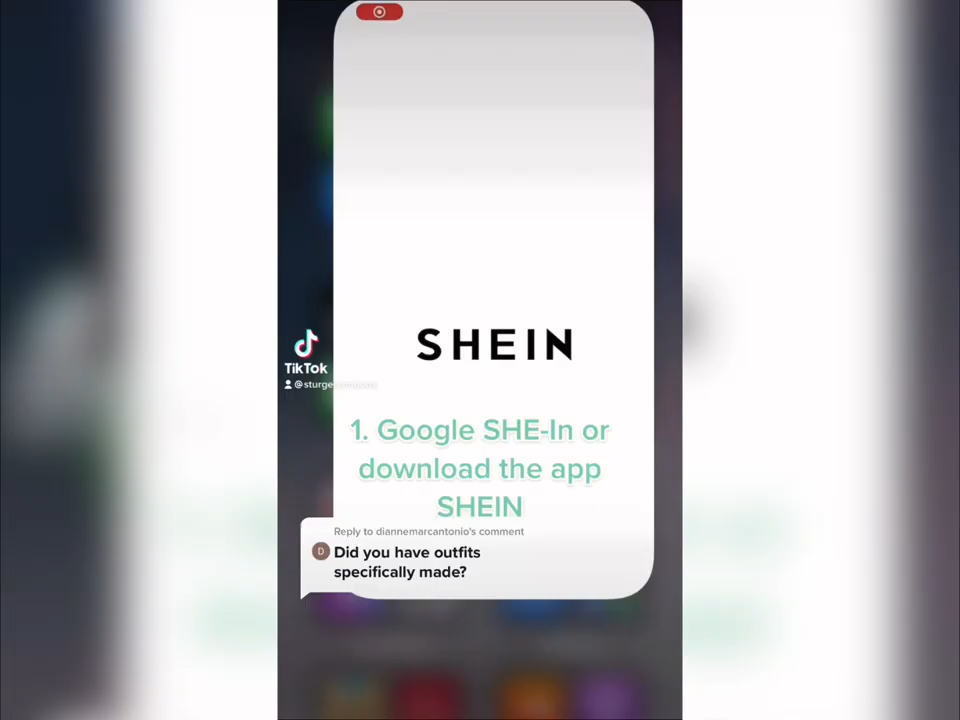 SHEIN
TikTok
1. Google SHE-In or
download the app
SHEIN
Reply to diannemarcantonio's comment
D
Did you have outfits
specifically made?